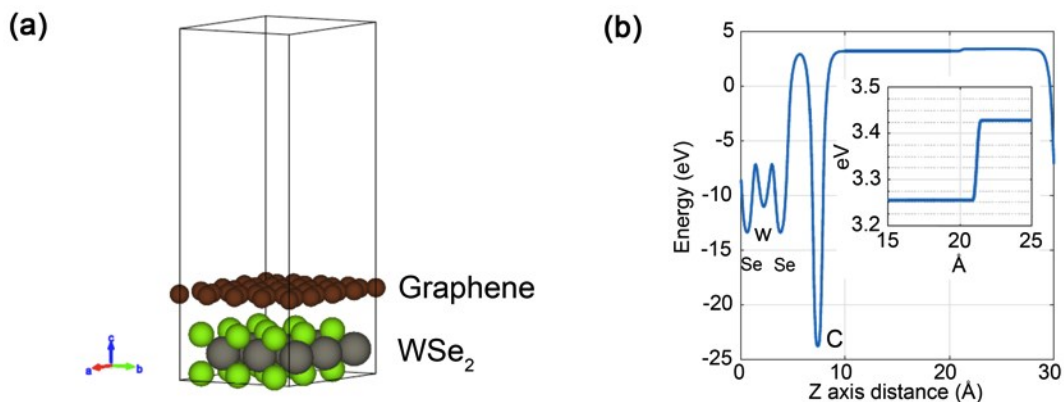 (a)
Graphene
WSe2
c
a
b
(b)
Energy (eV)
5
0
-5
-10
-15
-20
-25
Se
W
Se
C
0
10
20
30
Z axis distance (Å)
eV
3.5
3.4
3.3
3.2
15
20
25
Å